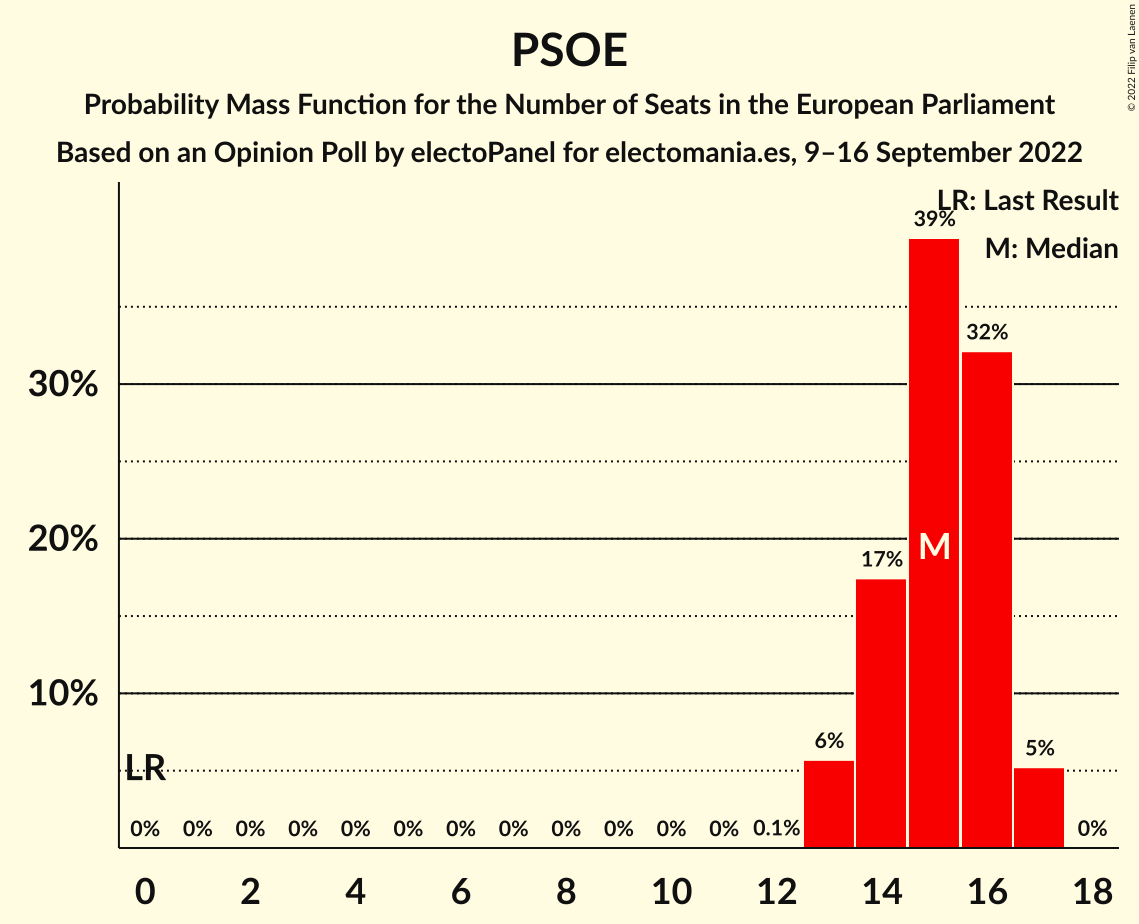 PSOE
Probability Mass Function for the Number of Seats in the European Parliament
Based on an Opinion Poll by electoPanel for electomania.es, 9–16 September 2022
© 2022 Filip van Laenen
LR: Last Result
M: Median
39%
32%
30%
20%
17%
M
10%
6%
5%
LR
0% 0% 0% 0% 0% 0% 0% 0% 0% 0% 0% 0% 0.1% 0%
0 2 4 6 8 10 12 14 16 18